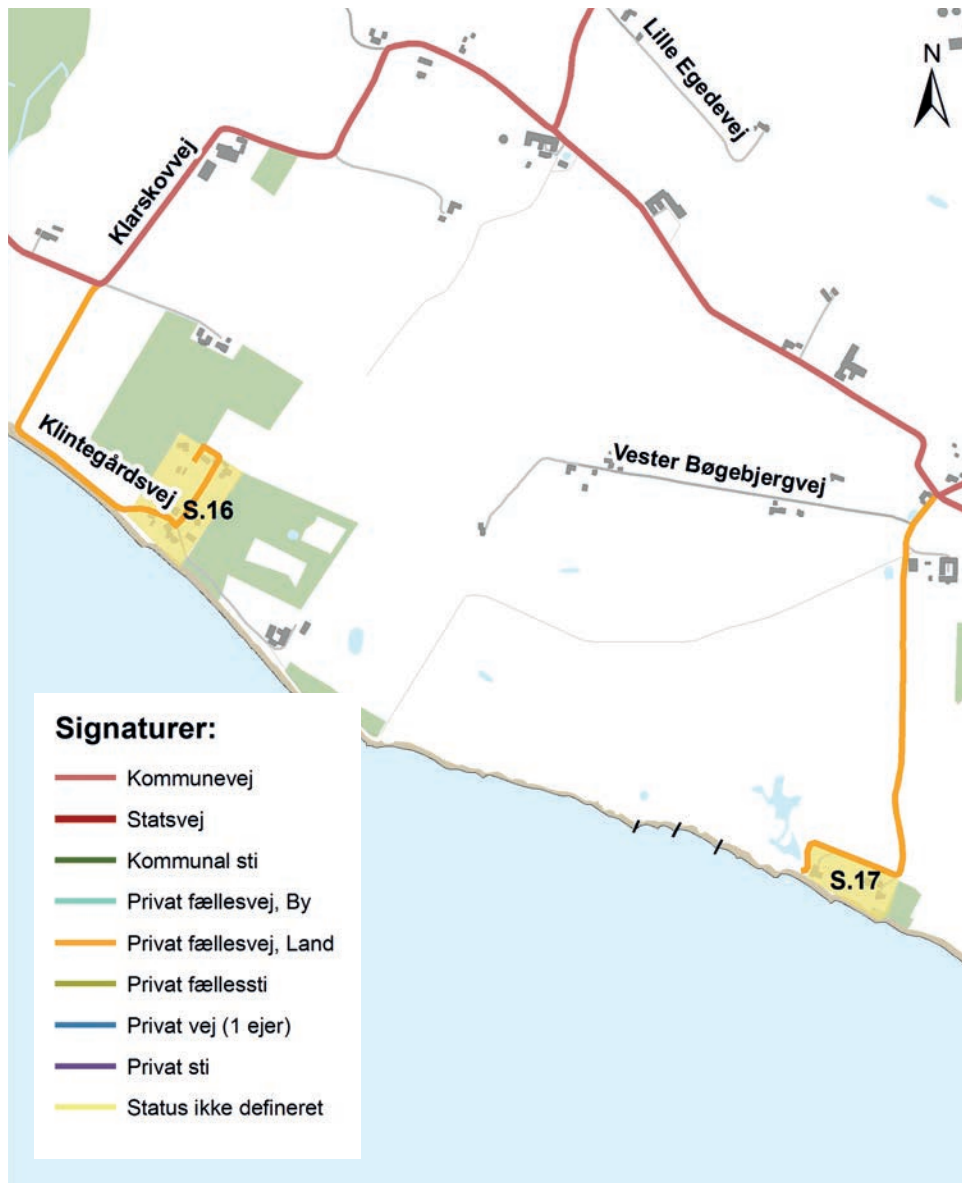 Lille Egedevej
N
Klarskovvej
Klintegårdsvej
S.16
Vester Bøgebjergvej
S.17
Signaturer:
Kommunevej
Statsvej
Kommunal sti
Privat fællesvej, By
Privat fællesvej, Land
Privat fællessti
Privat vej (1 ejer)
Privat sti
Status ikke defineret